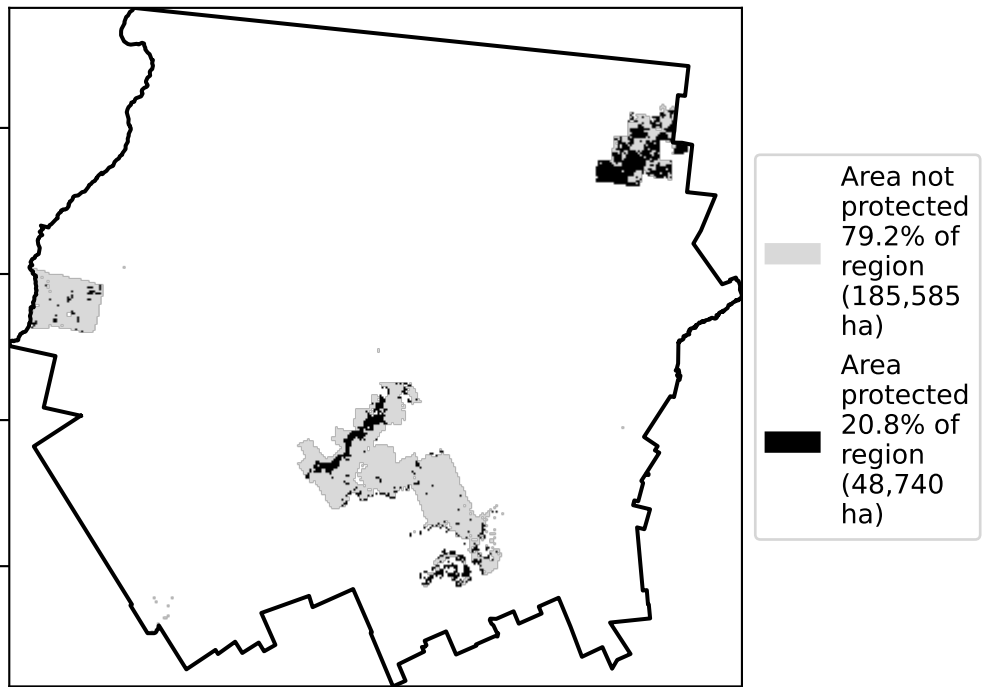 Area not
protected
79.2% of
region
(185,585
ha)
Area
protected
20.8% of
region
(48,740
ha)